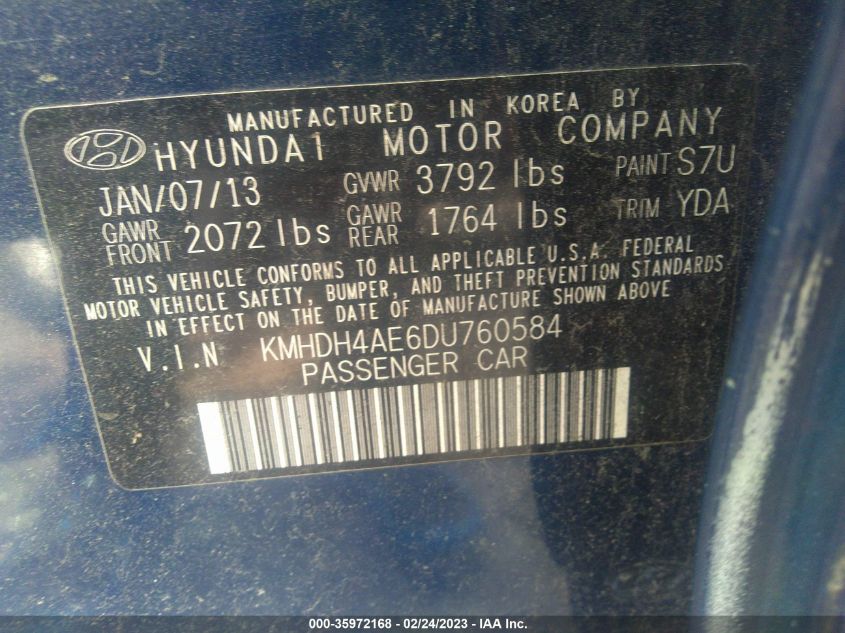 MANUFACTURED IN KOREA BY
HYUNDAI MOTOR COMPANY
JAN/07/13 GVWR 3792 lbs PAINT S7U
GAWR FRONT 2072 lbs GAWR REAR 1764 lbs TRIM YDA
THIS VEHICLE CONFORMS TO ALL APPLICABLE U.S.A. FEDERAL
MOTOR VEHICLE SAFETY, BUMPER, AND THEFT PREVENTION STANDARDS
IN EFFECT ON THE DATE OF MANUFACTURE SHOWN ABOVE
V.I.N KMHDH4AE6DU760584
PASSENGER CAR
000-35972168 - 02/24/2023 - IAA Inc.